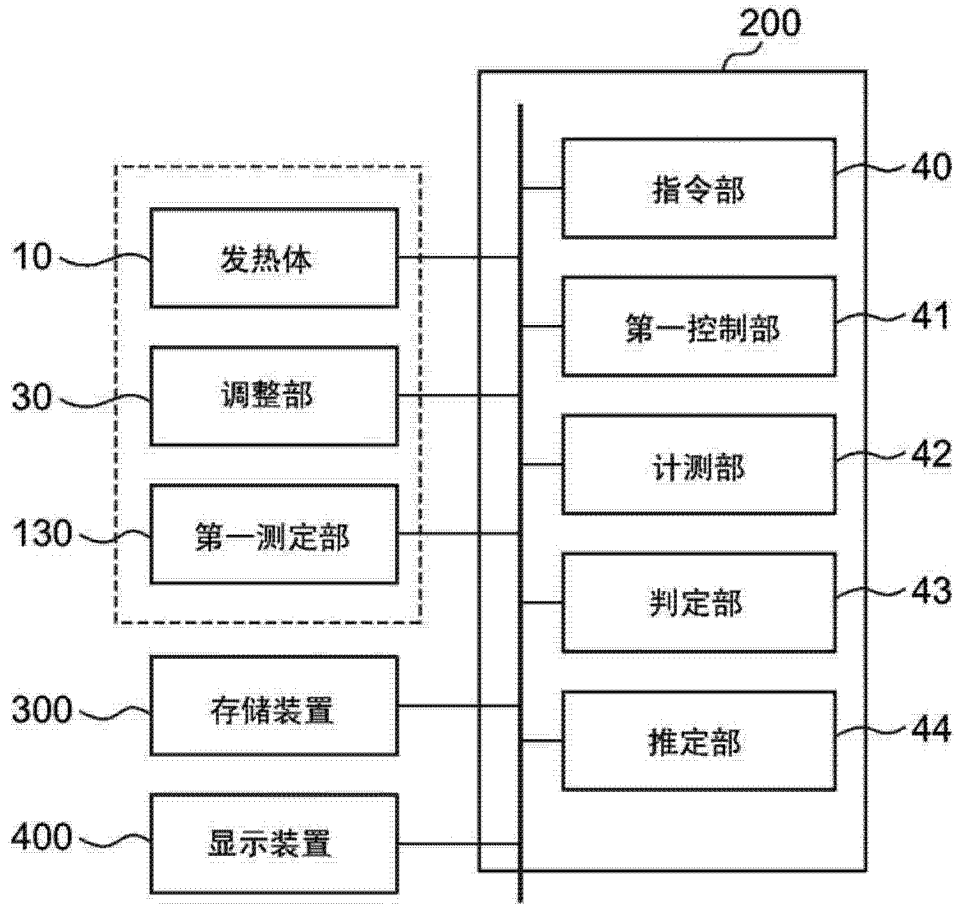 200
指令部 40
10 发热体
第一控制部 41
30 调整部
计测部 42
130 第一测定部
判定部 43
300 存储装置
推定部 44
400 显示装置